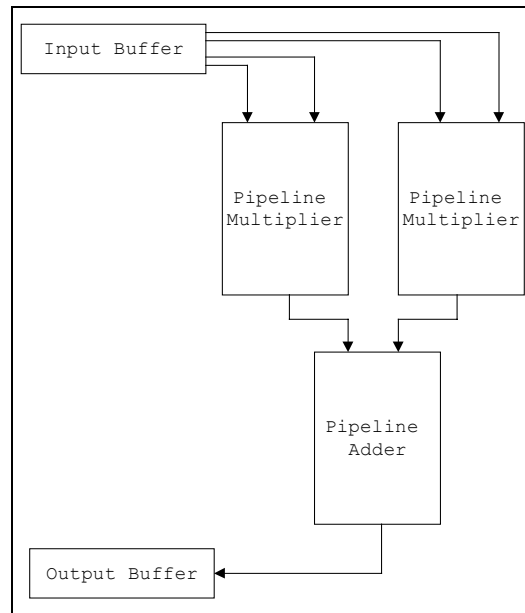 Input Buffer
Pipeline
Multiplier
Pipeline
Multiplier
Pipeline
Adder
Output Buffer